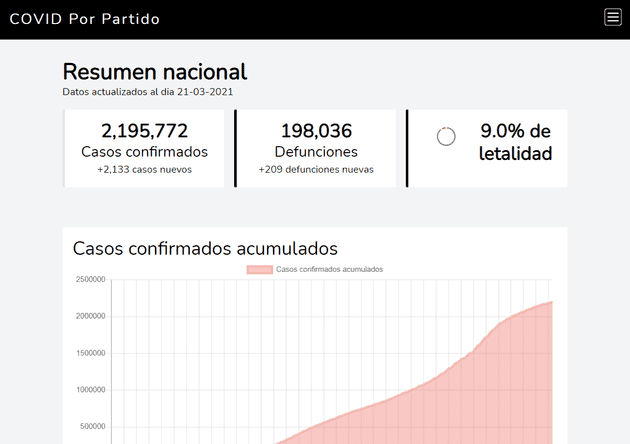 COVID Por Partido
Resumen nacional
Datos actualizados al dia 21-03-2021
2,195,772
Casos confirmados
+2,133 casos nuevos
198,036
Defunciones
+209 defunciones nuevas
9.0% de
letalidad
Casos confirmados acumulados
Casos confirmados acumulados
2500000
2000000
1500000
1000000
500000